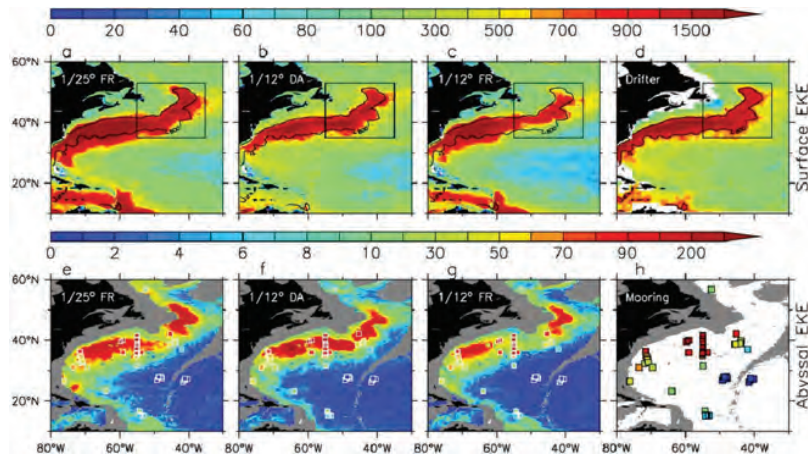 0 20 40 60 80 100 300 500 700 900 1500
60°N
40°N
20°N
a b c d
1/25° FR 1/12° DA 1/12° FR Drifter
Surface EKE
0 2 4 6 8 10 30 50 70 90 200
60°N
40°N
20°N
e f g h
1/25° FR 1/12° DA 1/12° FR Mooring
Abyssal EKE
80°W 60°W 40°W 80°W 60°W 40°W 80°W 60°W 40°W 80°W 60°W 40°W